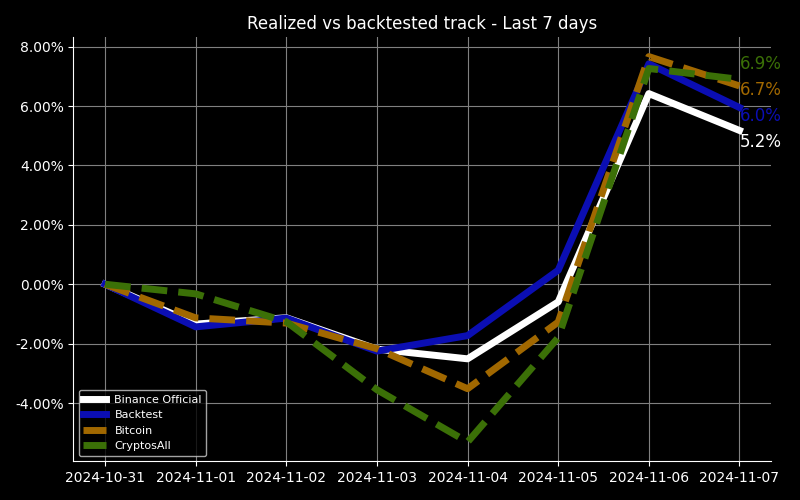 Realized vs backtested track - Last 7 days
8.00%
6.00%
4.00%
2.00%
0.00%
-2.00%
-4.00%
6.9%
6.7%
6.0%
5.2%
Binance Official
Backtest
Bitcoin
CryptosAll
2024-10-31 2024-11-01 2024-11-02 2024-11-03 2024-11-04 2024-11-05 2024-11-06 2024-11-07